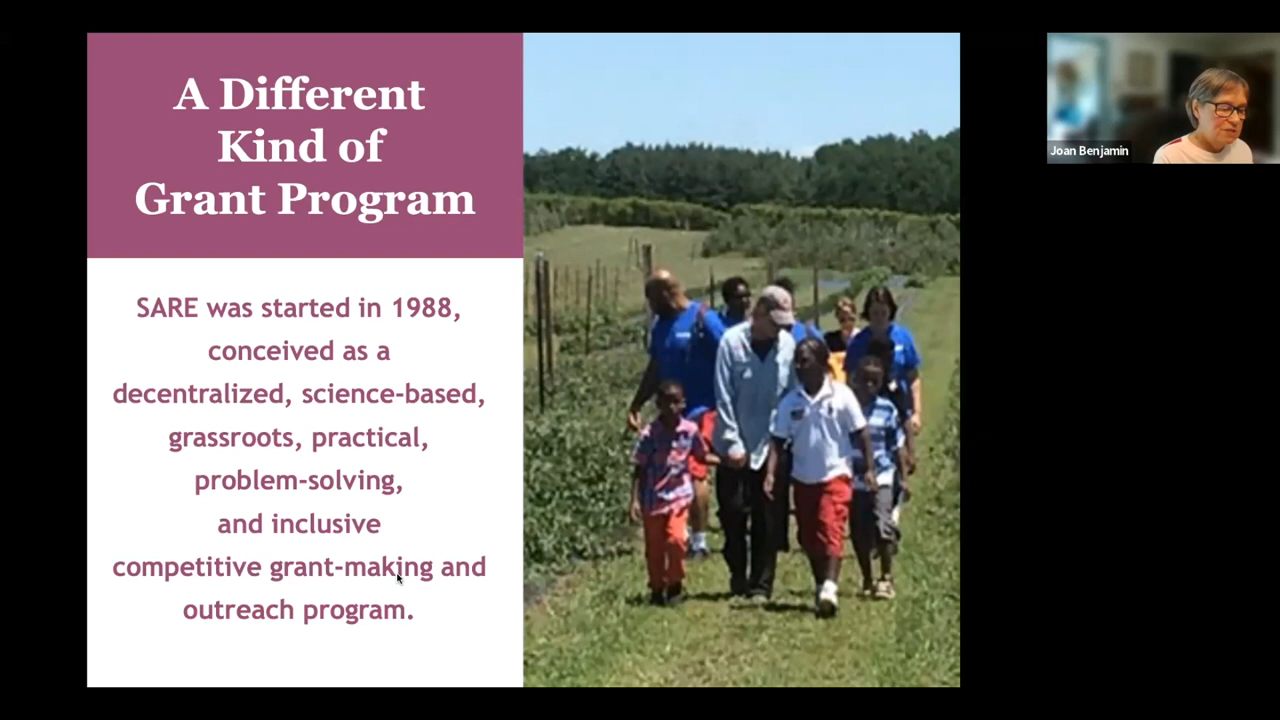 A Different
Kind of
Grant Program
SARE was started in 1988,
conceived as a
decentralized, science-based,
grassroots, practical,
problem-solving,
and inclusive
competitive grant-making and
outreach program.
Joan Benjamin